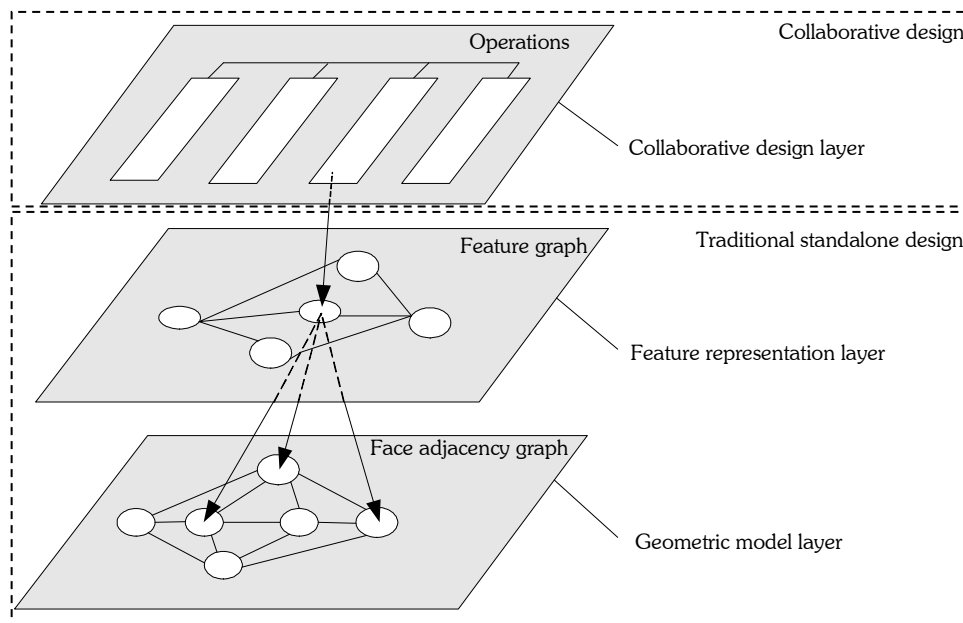 Operations
Collaborative design
Collaborative design layer
Feature graph
Traditional standalone design
Feature representation layer
Face adjacency graph
Geometric model layer